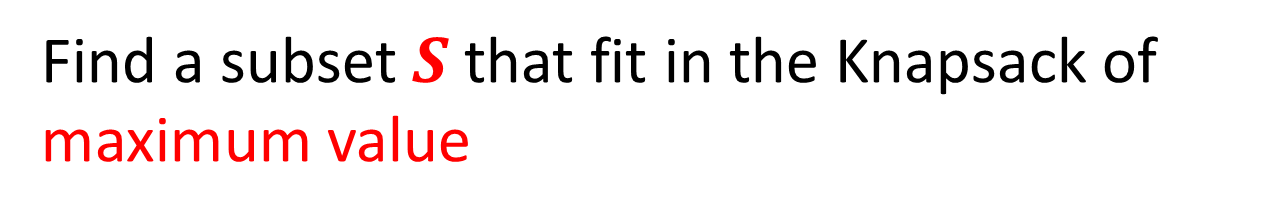 Find a subset S that fit in the Knapsack of
maximum value